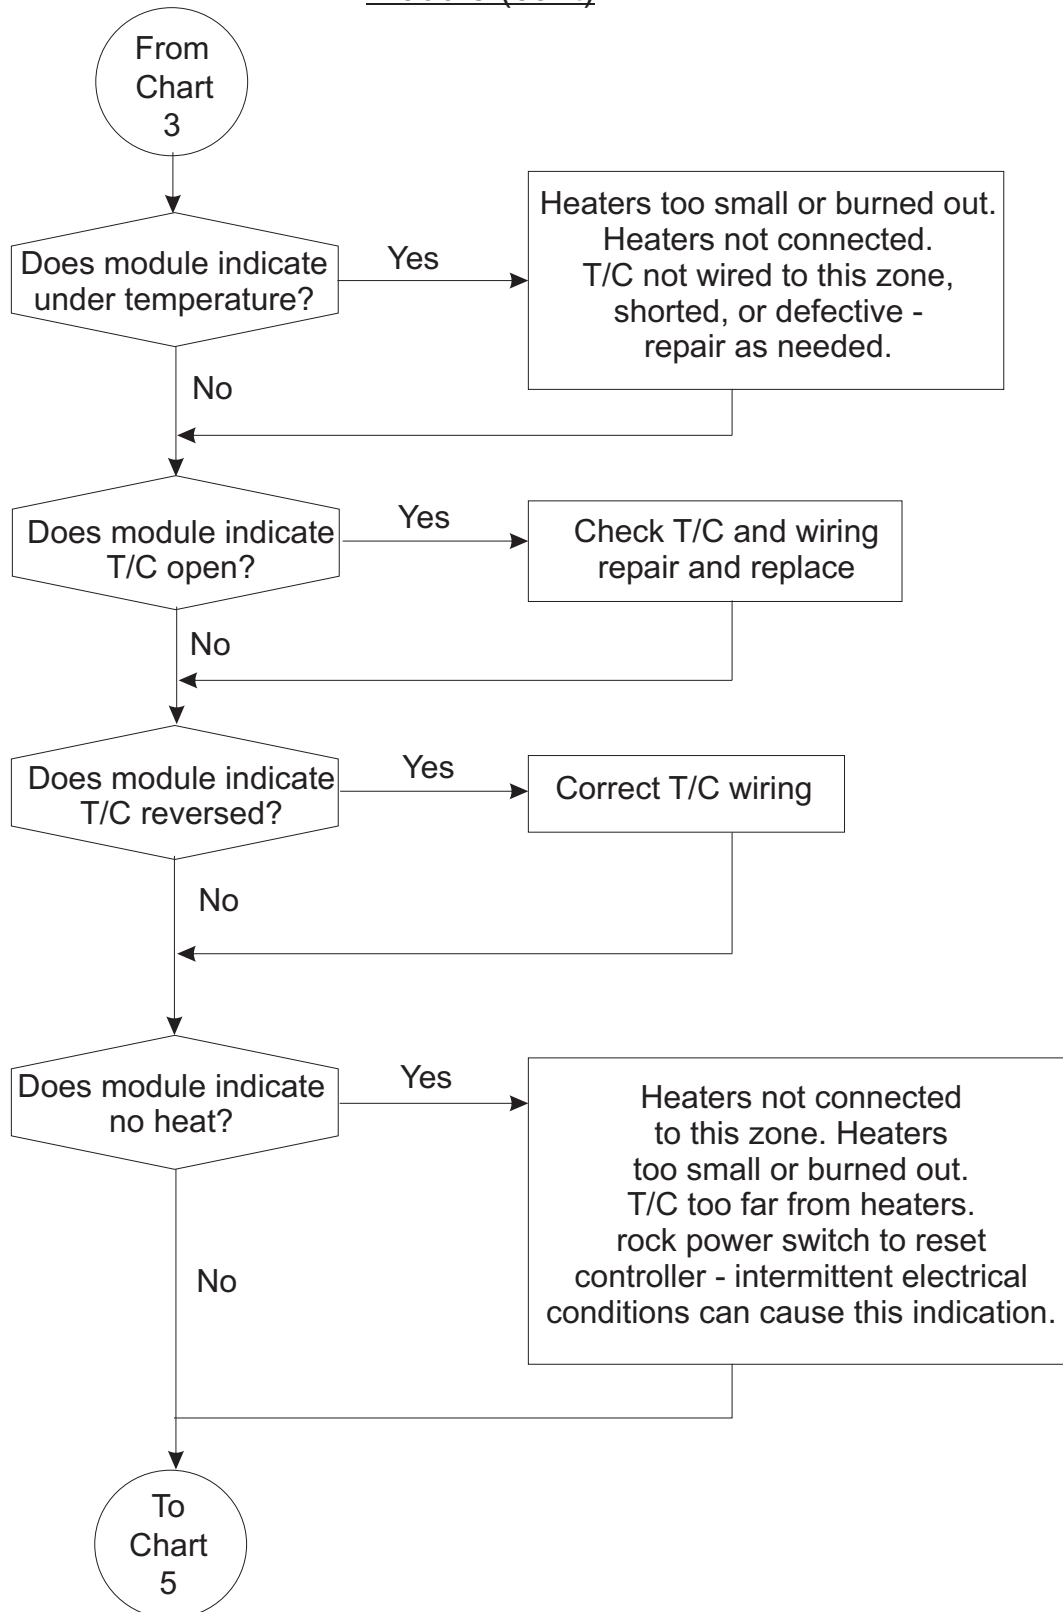 From
Chart
3
Does module indicate
under temperature?
Yes
Heaters too small or burned out.
Heaters not connected.
T/C not wired to this zone,
shorted, or defective -
repair as needed.
No
Does module indicate
T/C open?
Yes
Check T/C and wiring
repair and replace
No
Does module indicate
T/C reversed?
Yes
Correct T/C wiring
No
Does module indicate
no heat?
Yes
Heaters not connected
to this zone. Heaters
too small or burned out.
T/C too far from heaters.
rock power switch to reset
controller - intermittent electrical
conditions can cause this indication.
No
To
Chart
5